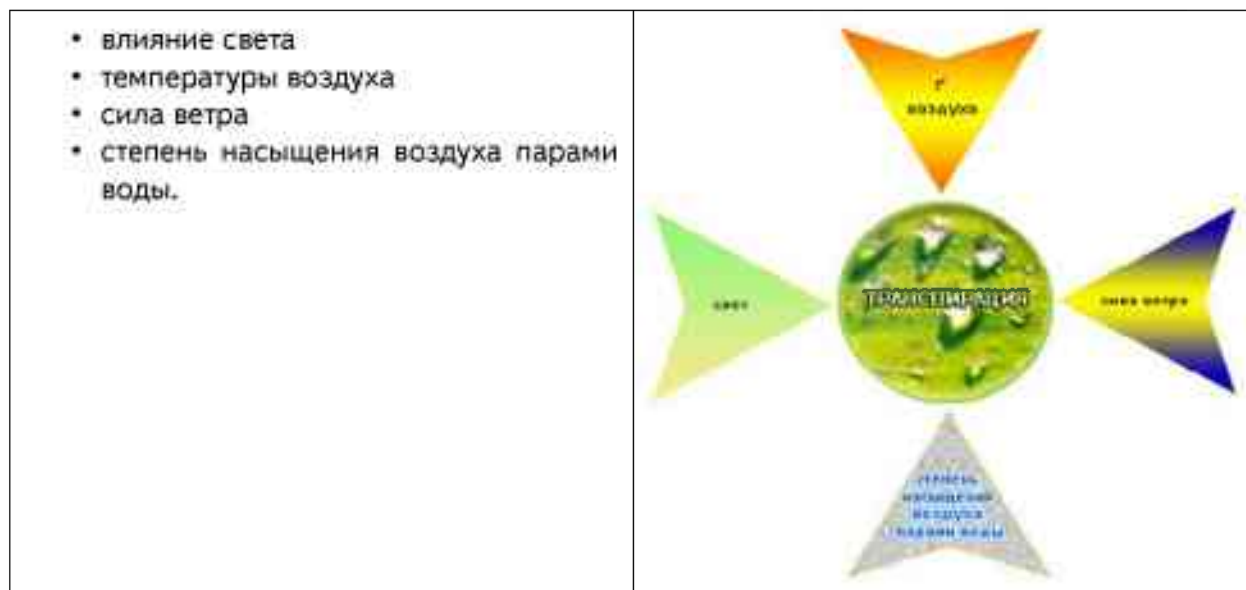 • влияние света
• температуры воздуха
• сила ветра
• степень насыщения воздуха парами
воды.
t°
воздуха
свет
ТРАНСПИРАЦИЯ
сила ветра
степень
насыщения
воздуха
парами воды